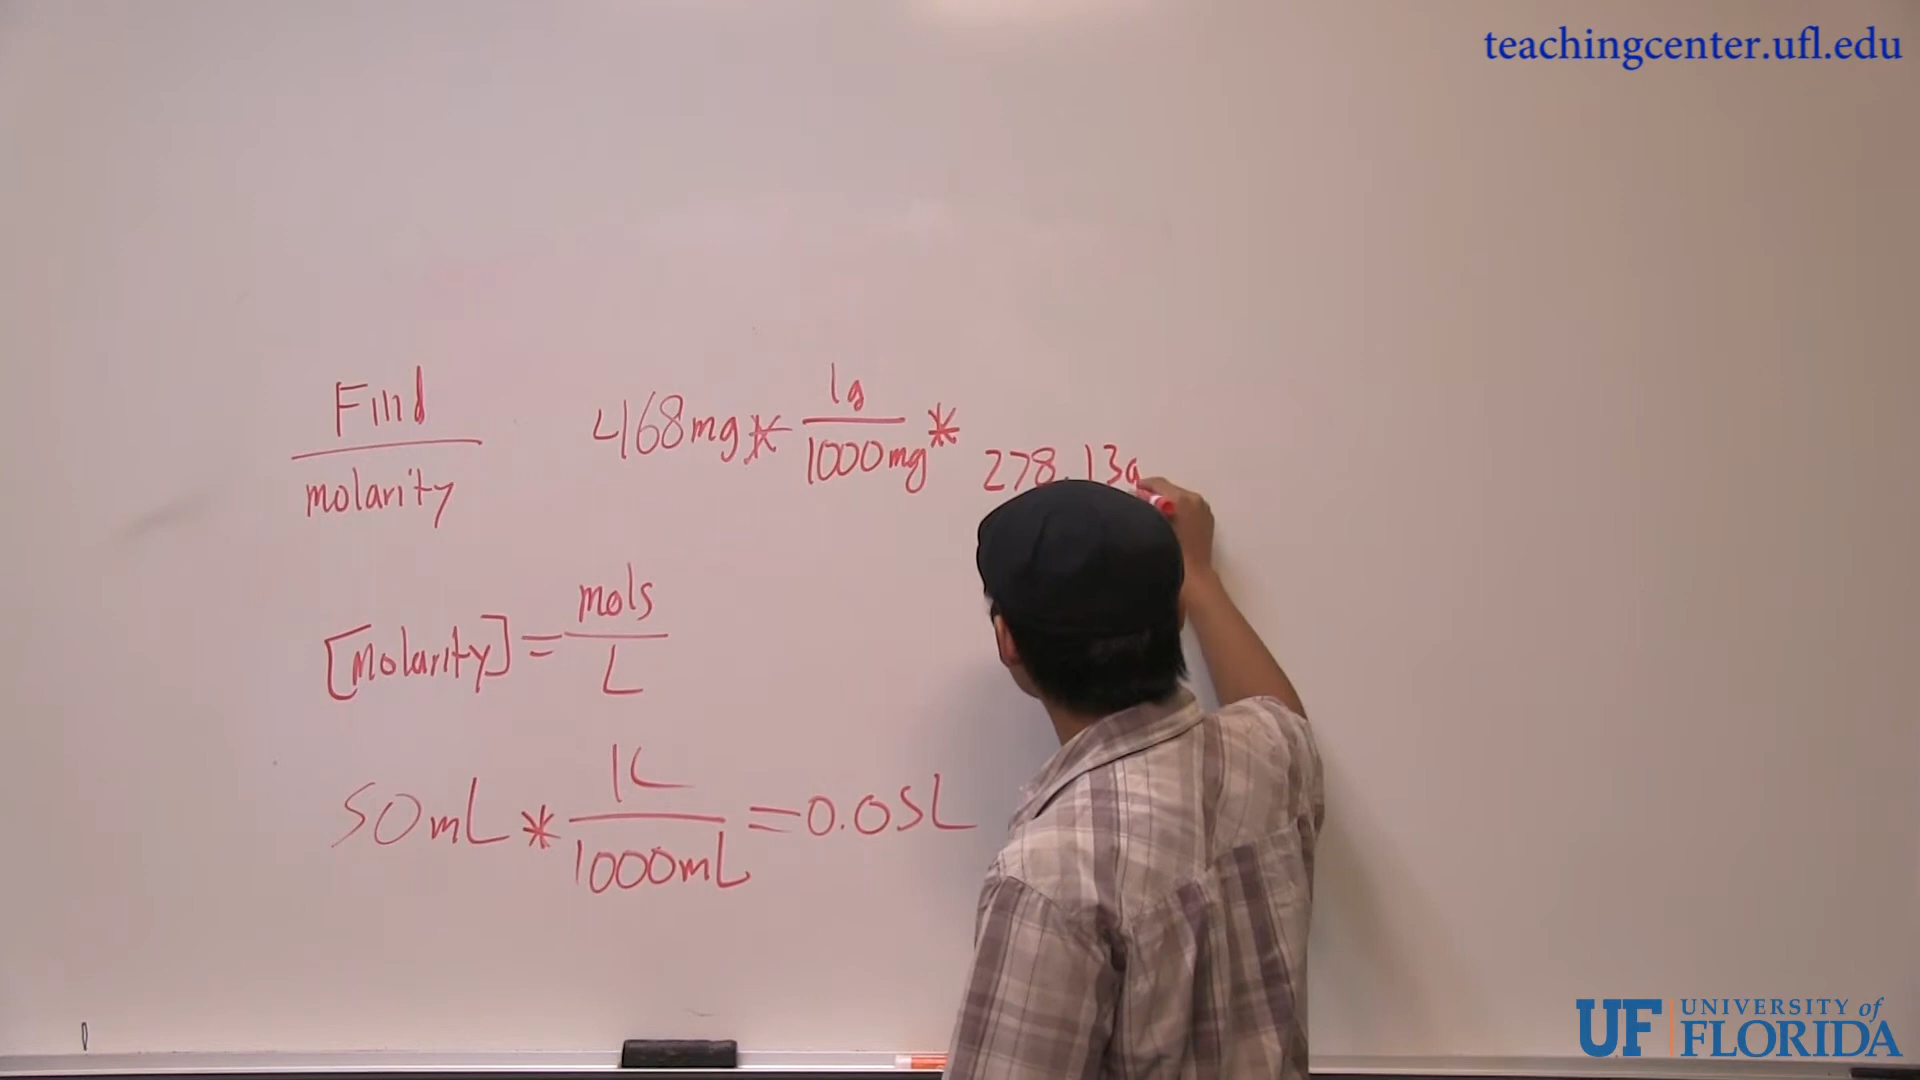 teachingcenter.ufl.edu
Find
molarity
468mg * 1g
1000mg *
278.13g
[Molarity] = mols
L
50mL * 1L
1000mL = 0.05L
UF UNIVERSITY of
FLORIDA